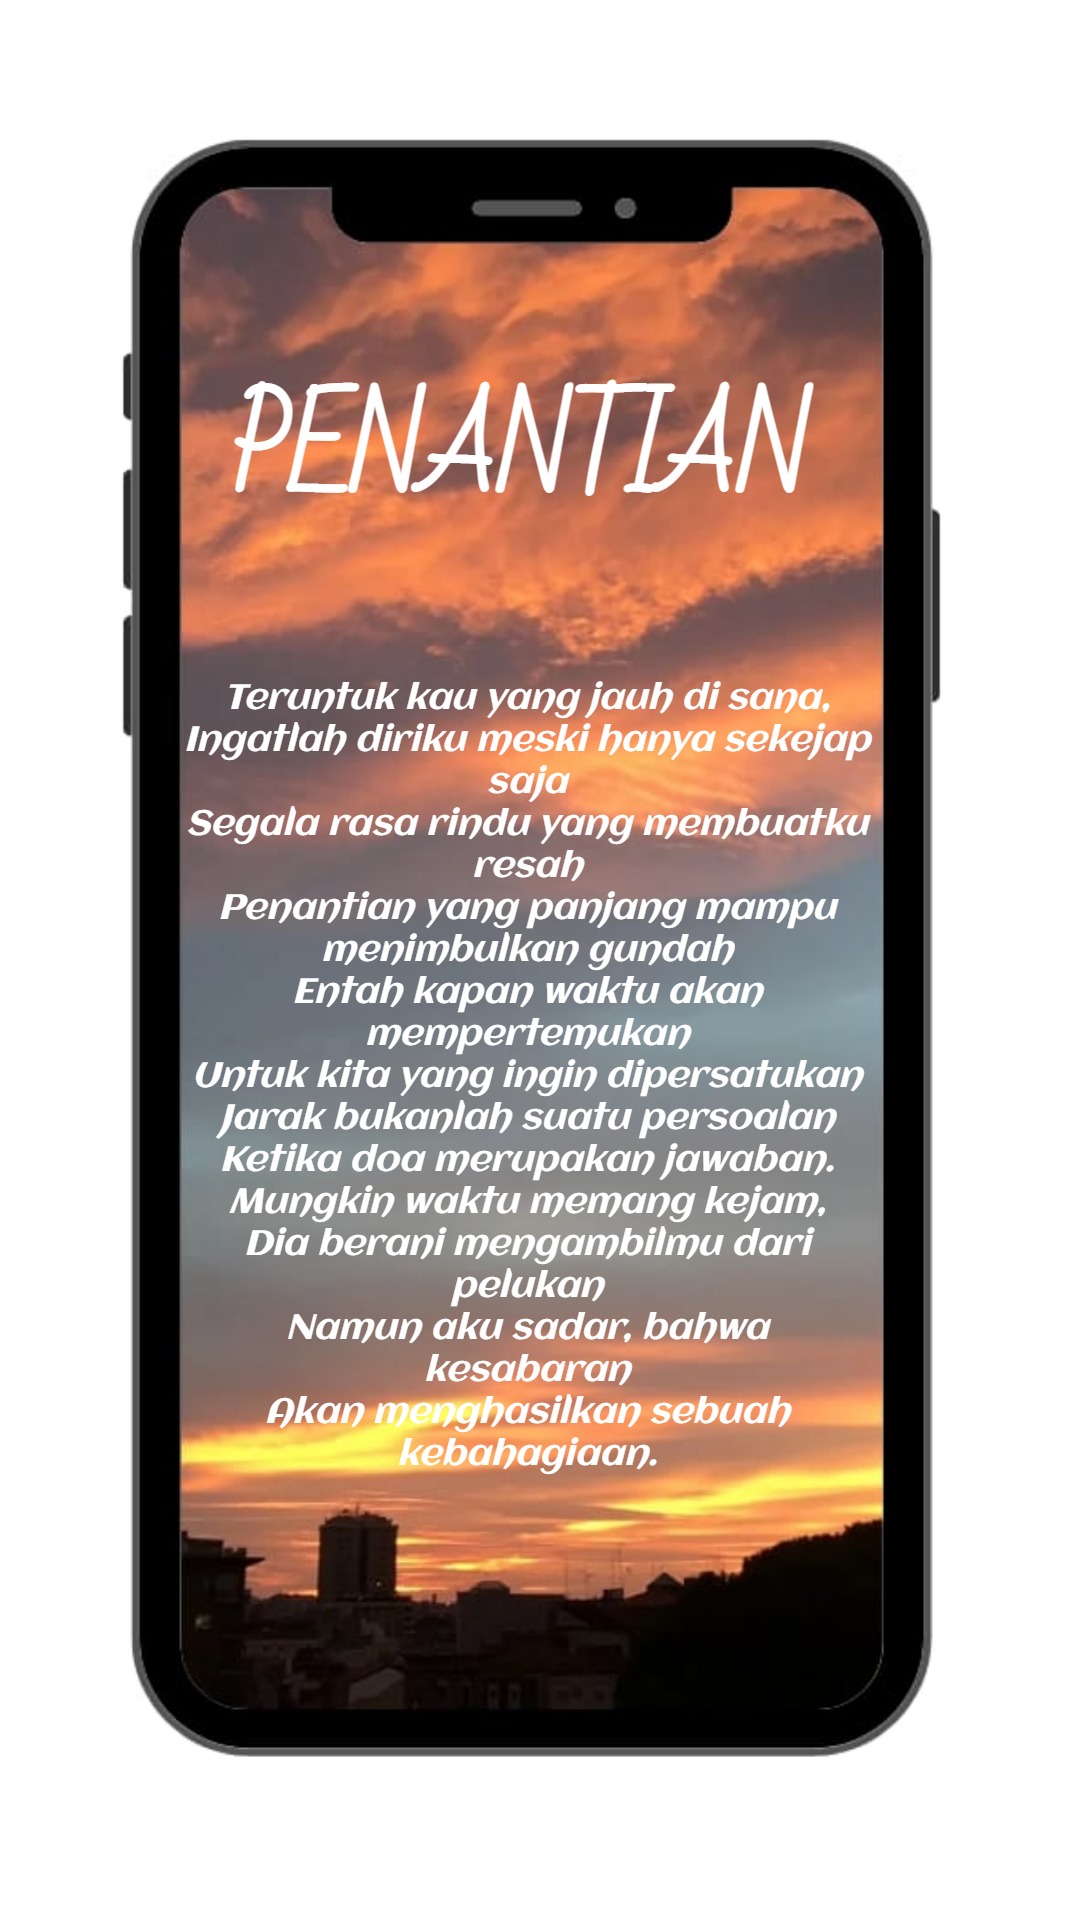 PENANTIAN
Teruntuk kau yang jauh di sana,
Ingatlah diriku meski hanya sekejap
saja
Segala rasa rindu yang membuatku
resah
Penantian yang panjang mampu
menimbulkan gundah
Entah kapan waktu akan
mempertemukan
Untuk kita yang ingin dipersatukan
Jarak bukanlah suatu persoalan
Ketika doa merupakan jawaban.
Mungkin waktu memang kejam,
Dia berani mengambilmu dari
pelukan
Namun aku sadar, bahwa
kesabaran
Akan menghasilkan sebuah
kebahagiaan.